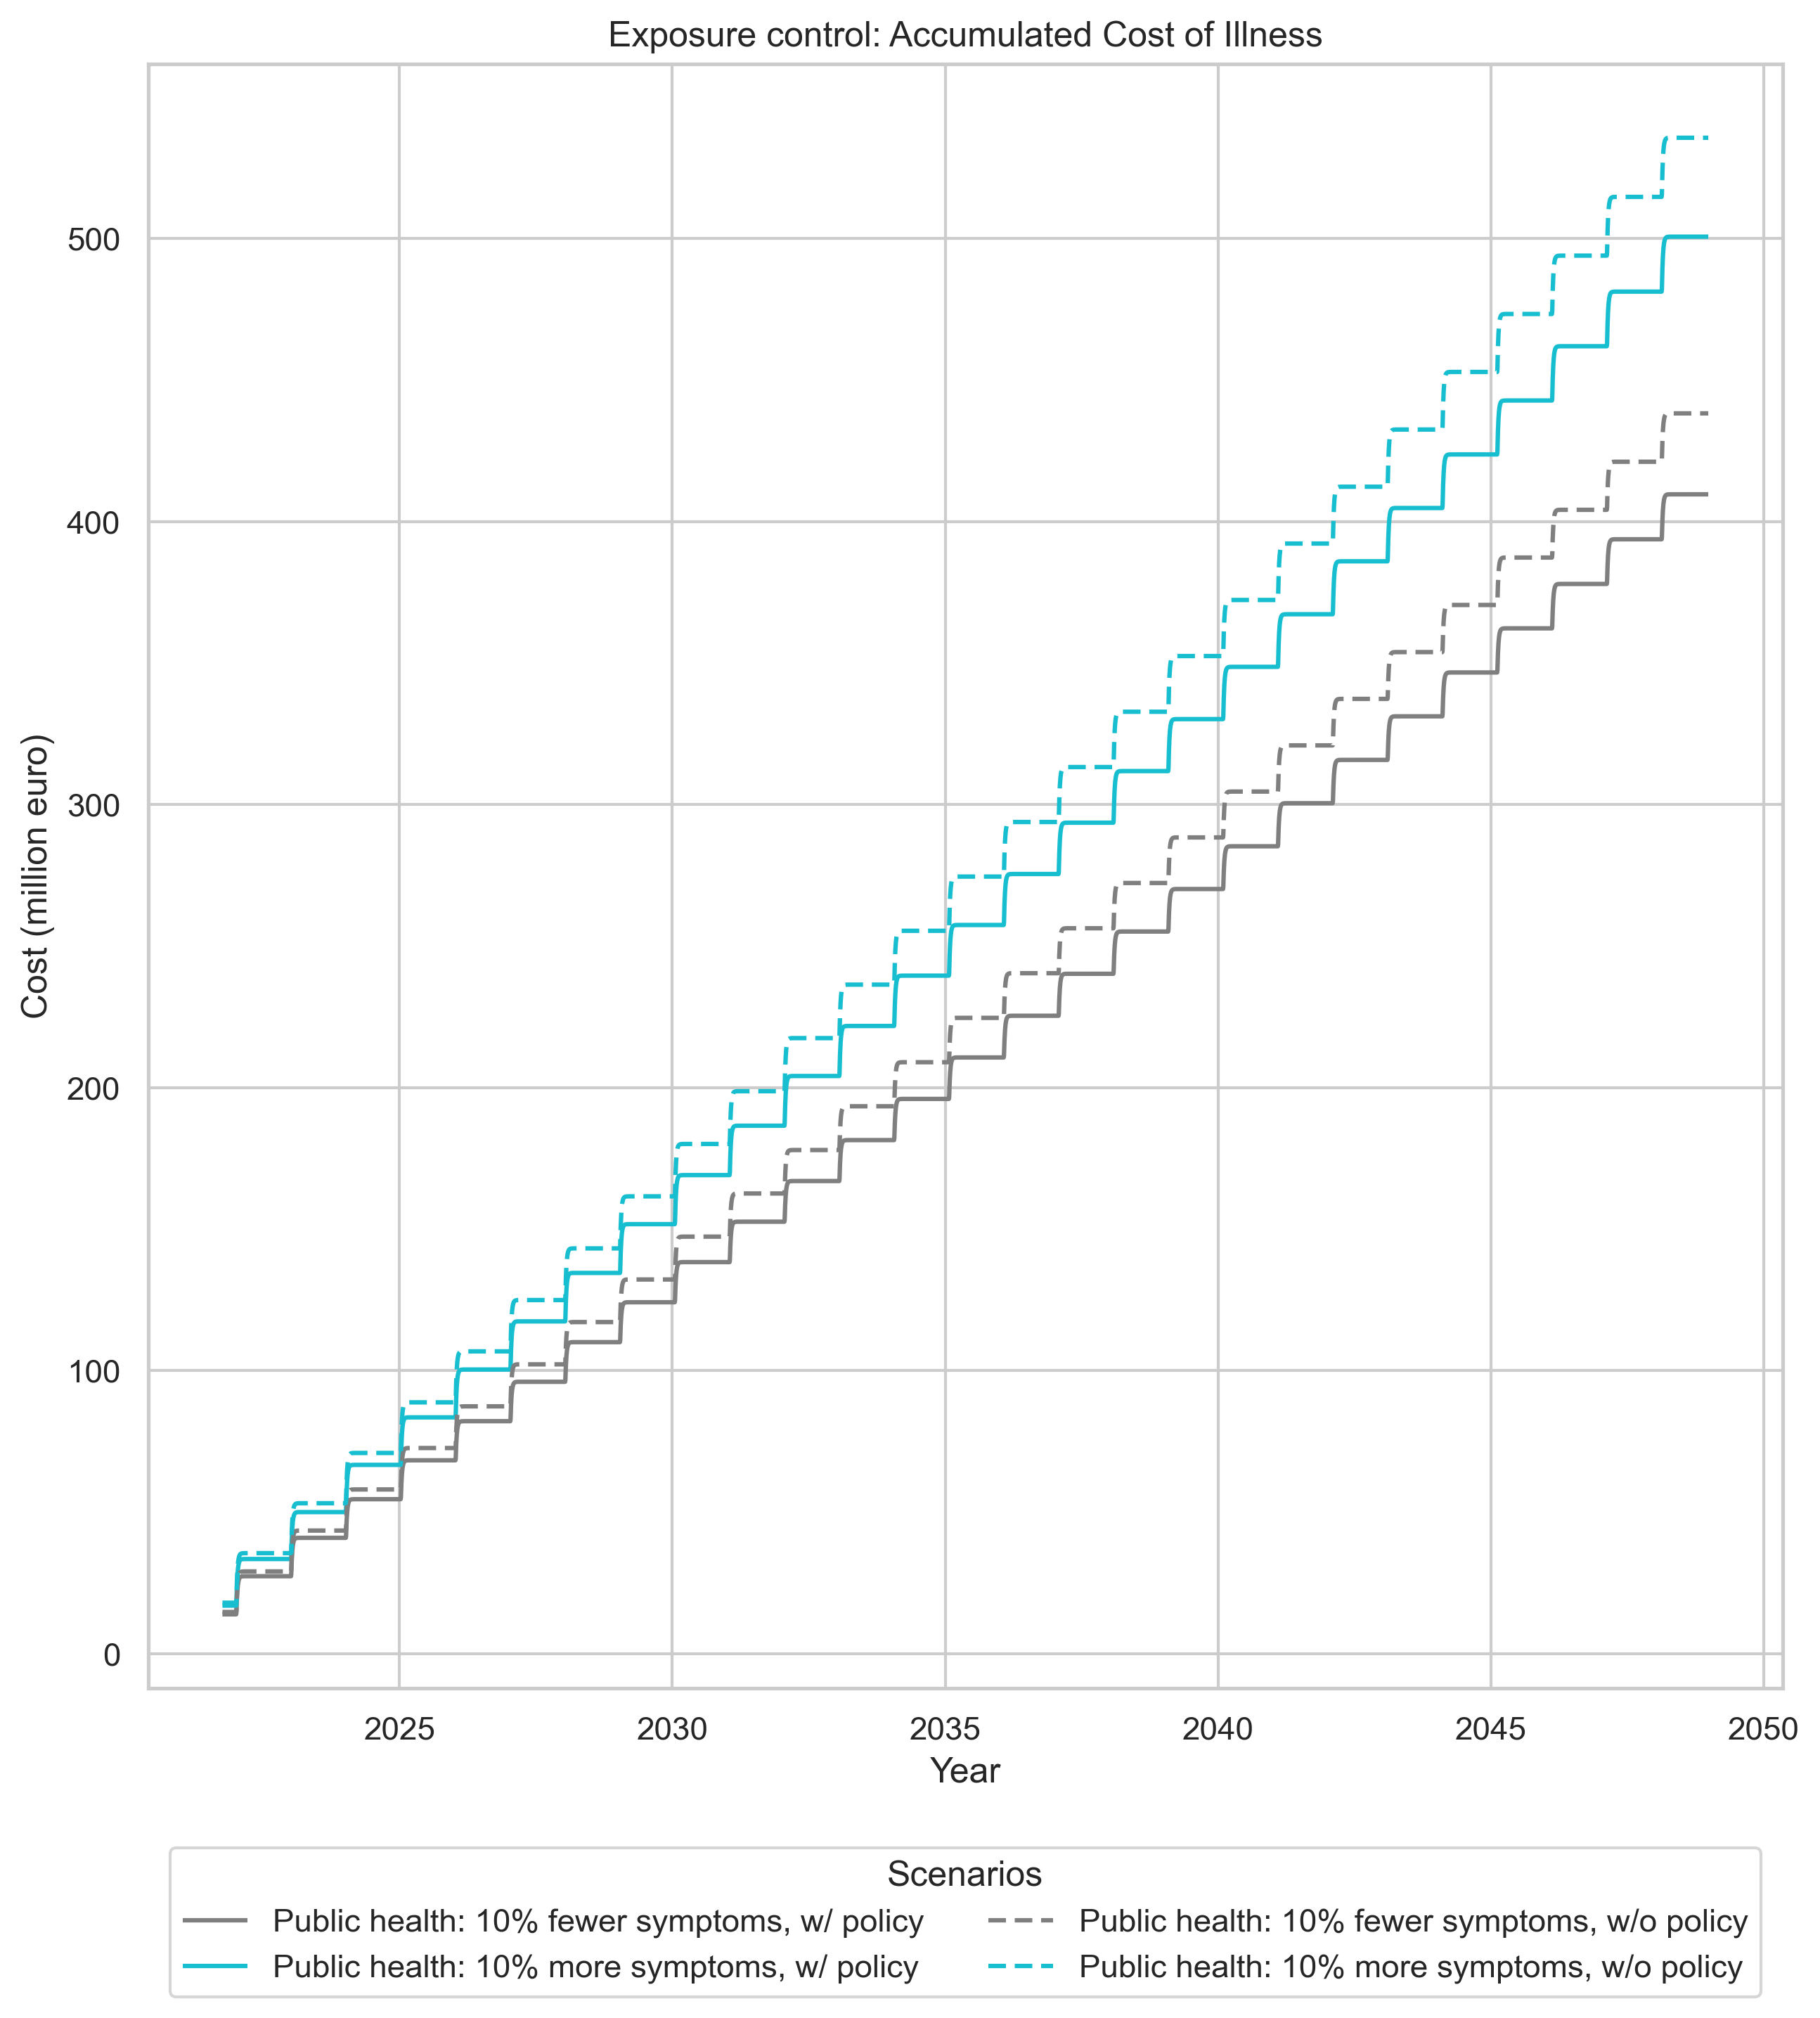 Exposure control: Accumulated Cost of Illness
Cost (million euro)
500
400
300
200
100
0
2025 2030 2035 2040 2045 2050
Year
Scenarios
Public health: 10% fewer symptoms, w/ policy
Public health: 10% more symptoms, w/ policy
Public health: 10% fewer symptoms, w/o policy
Public health: 10% more symptoms, w/o policy